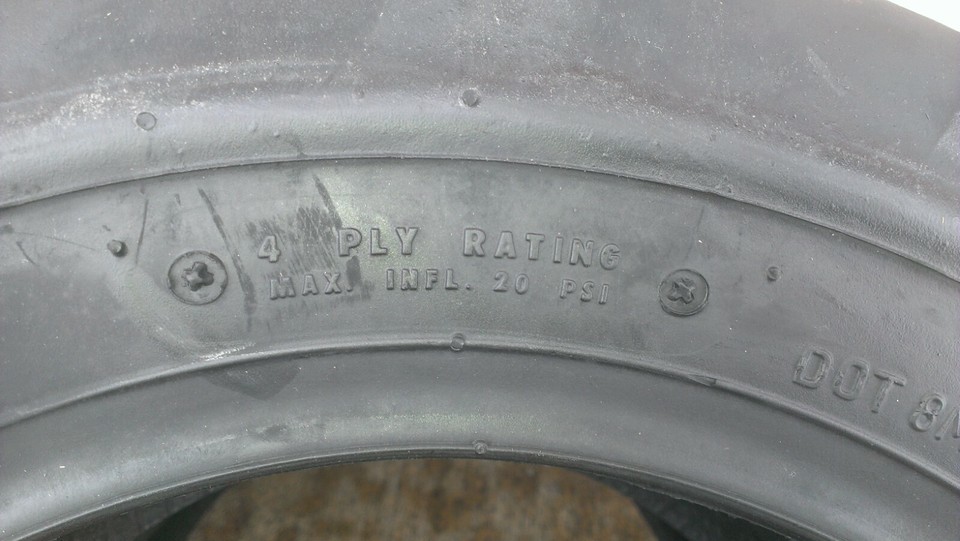 4 PLY RATING
MAX. INFL. 20 PSI
DOT